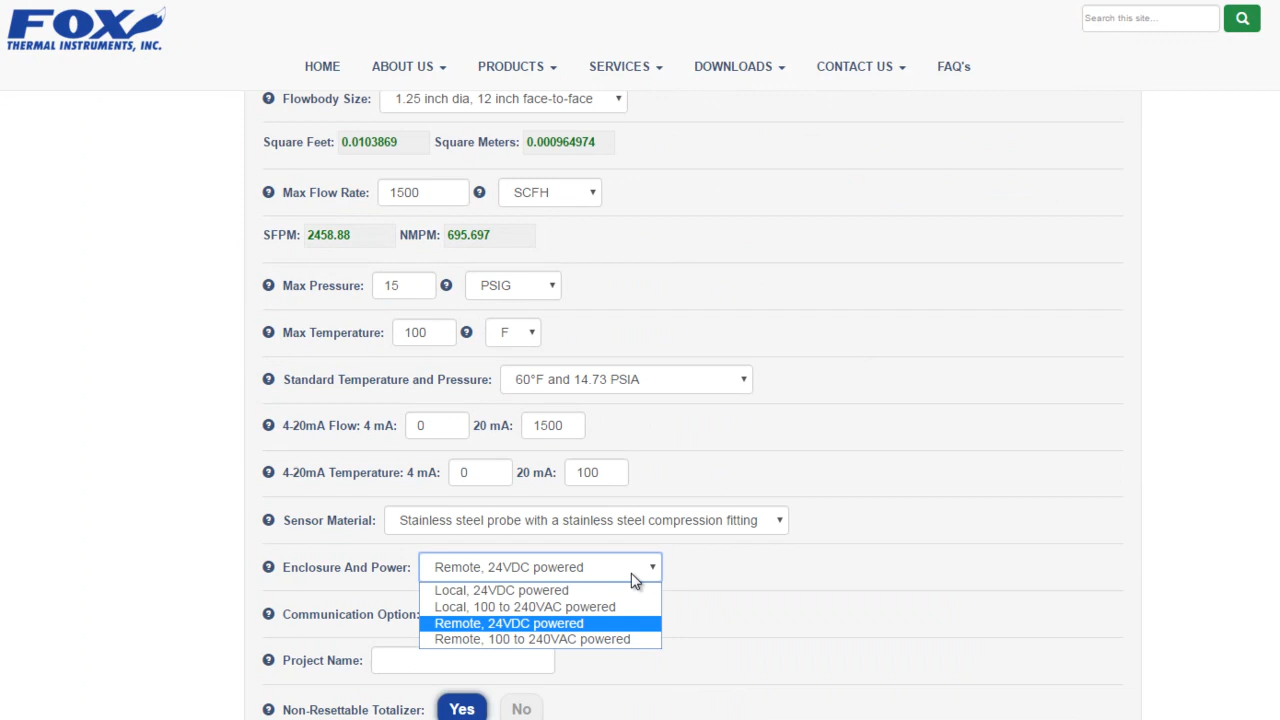 FOX
THERMAL INSTRUMENTS, INC.
Search this site...
HOME ABOUT US PRODUCTS SERVICES DOWNLOADS CONTACT US FAQ's
Flowbody Size: 1.25 inch dia, 12 inch face-to-face
Square Feet: 0.0103869 Square Meters: 0.000964974
Max Flow Rate: 1500 SCFH
SFPM: 2458.88 NMPM: 695.697
Max Pressure: 15 PSIG
Max Temperature: 100 F
Standard Temperature and Pressure: 60°F and 14.73 PSIA
4-20mA Flow: 4 mA: 0 20 mA: 1500
4-20mA Temperature: 4 mA: 0 20 mA: 100
Sensor Material: Stainless steel probe with a stainless steel compression fitting
Enclosure And Power: Remote, 24VDC powered
Local, 24VDC powered
Local, 100 to 240VAC powered
Remote, 24VDC powered
Remote, 100 to 240VAC powered
Communication Option:
Project Name:
Non-Resettable Totalizer: Yes No